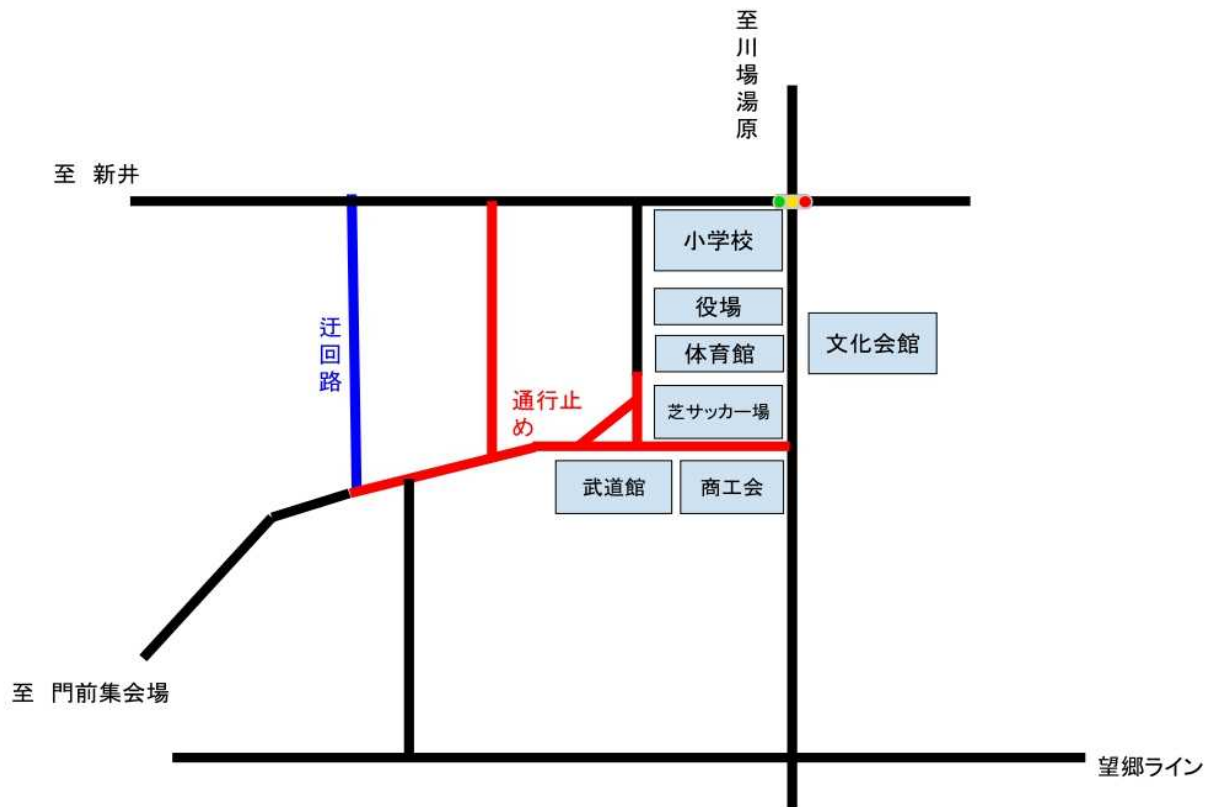 至川場湯原
至　新井
小学校
役場
文化会館
迂回路
体育館
通行止
め
芝サッカー場
武道館
商工会
至　門前集会場
望郷ライン